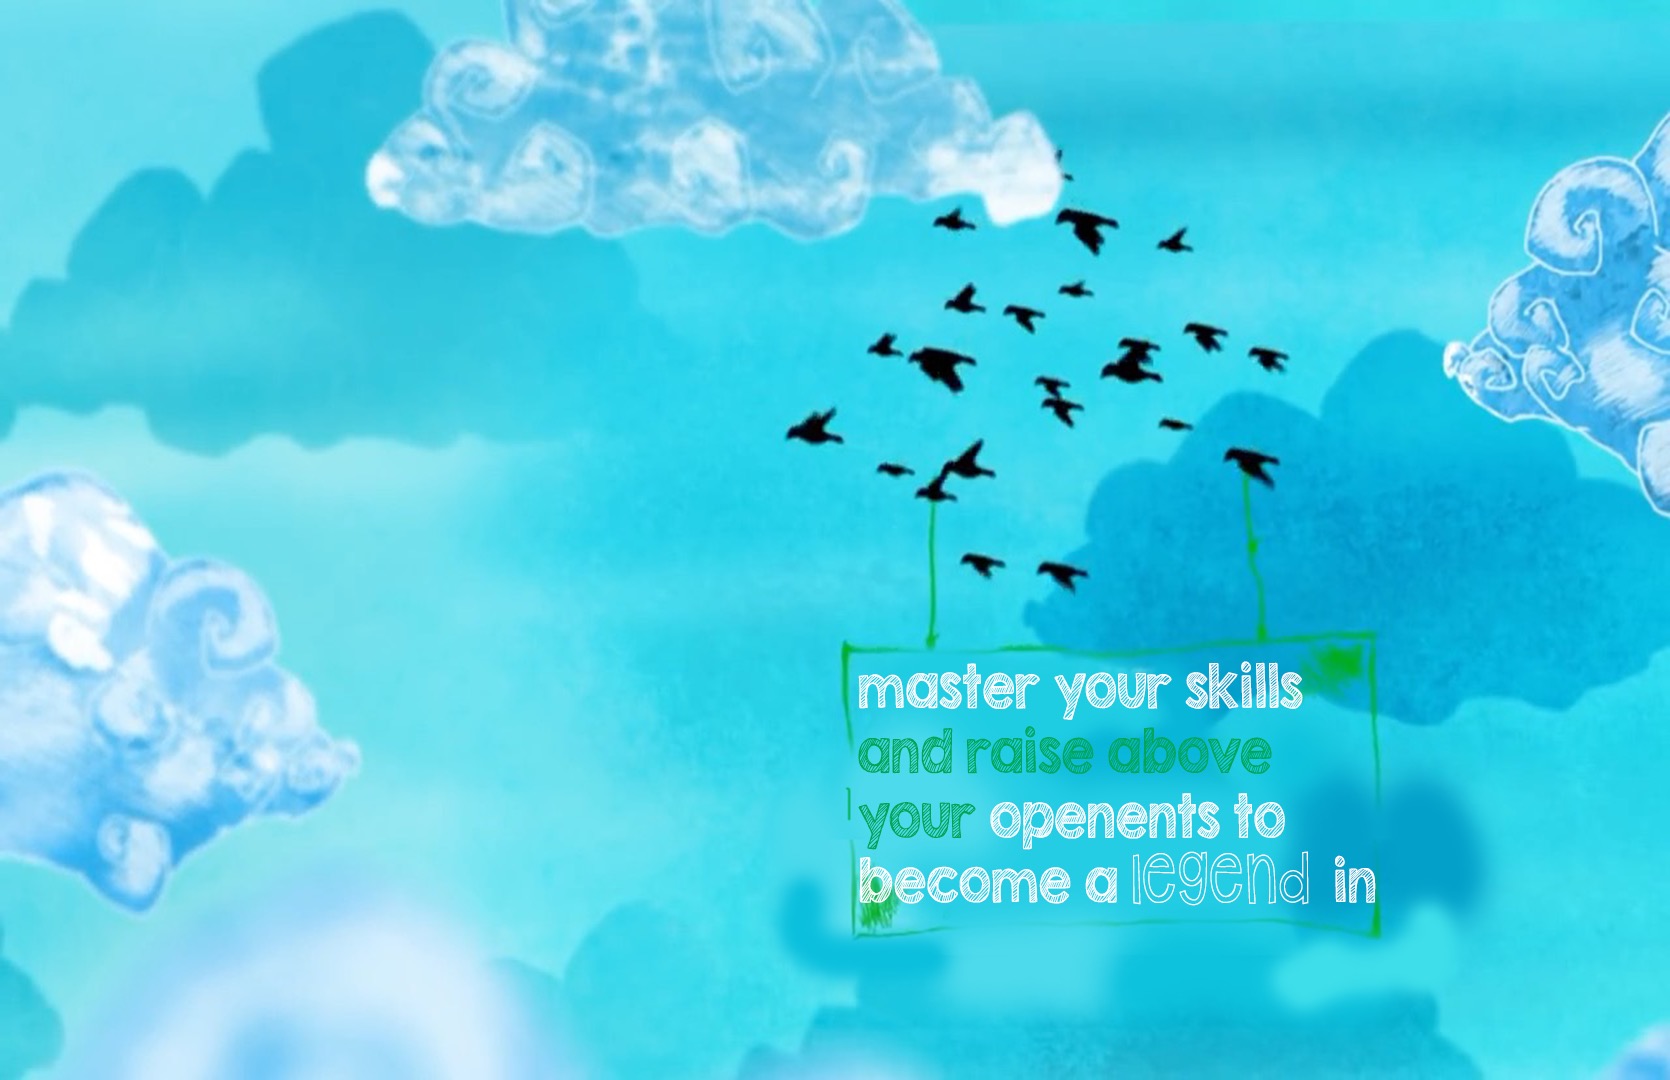 master your skills
and raise above
your openents to
become a legend in